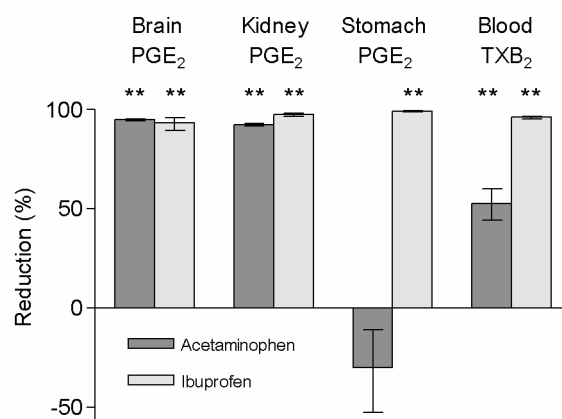 Brain Kidney Stomach Blood
PGE₂ PGE₂ PGE₂ TXB₂
** ** ** ** ** ** **
100
50
0
-50
Reduction (%)
Acetaminophen
Ibuprofen